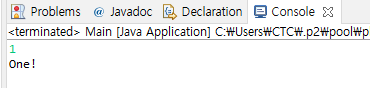 Problems @ Javadoc Declaration Console
<terminated> Main [Java Application] C:₩Users₩CTC₩.p2₩pool₩p
1
One!